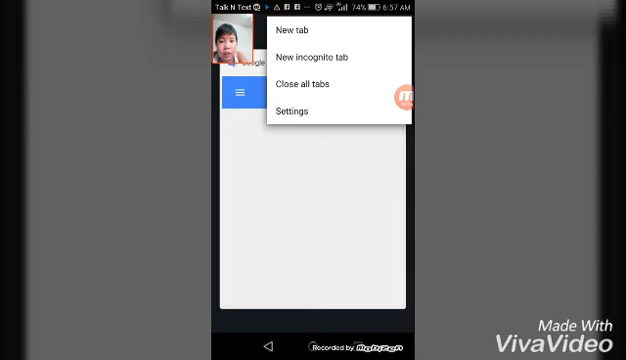 Talk N Text
74%
6:57 AM
New tab
Google
New incognito tab
Close all tabs
Settings
Recorded by mobizen
Made With
VivaVideo